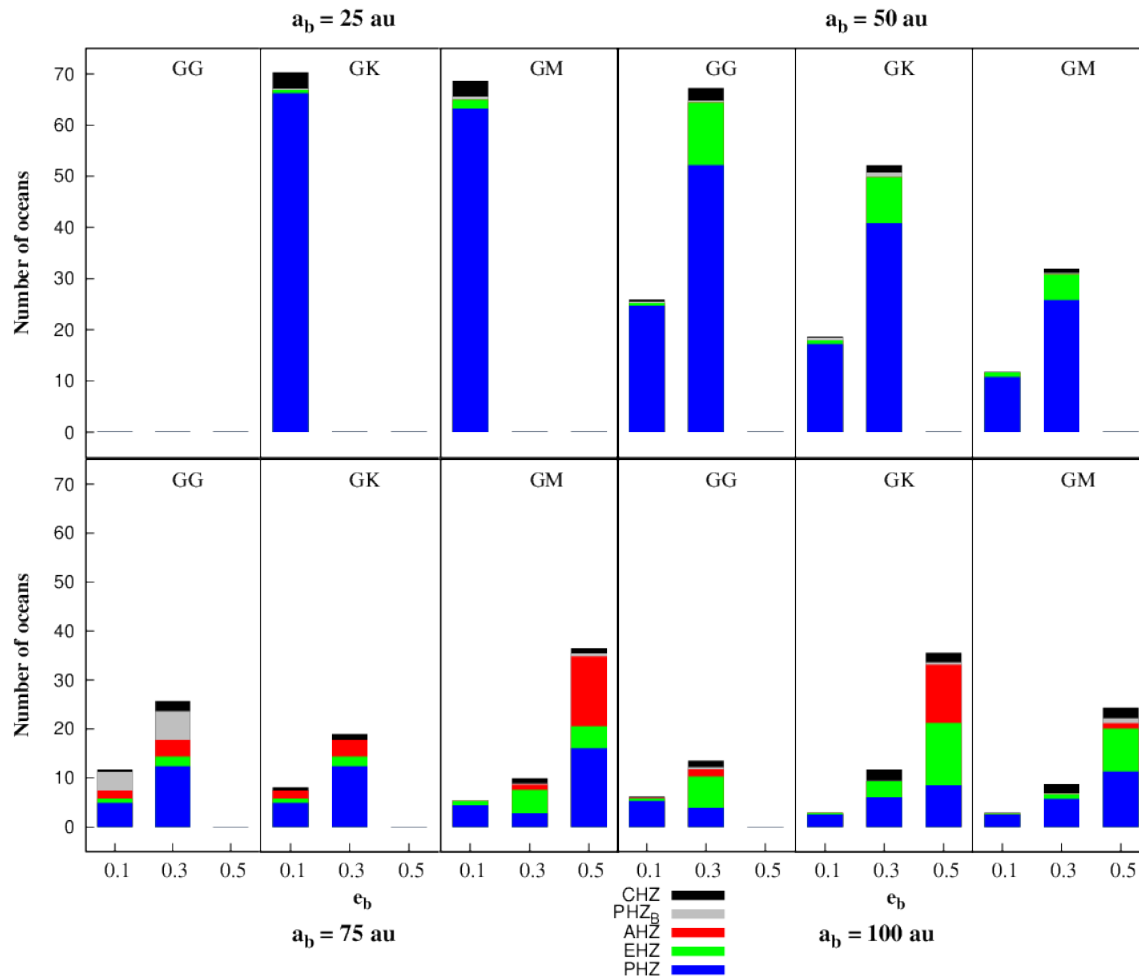 a_b = 25 au a_b = 50 au
GG GK GM GG GK GM
Number of oceans
70
60
50
40
30
20
10
0
GG GK GM GG GK GM
Number of oceans
70
60
50
40
30
20
10
0
0.1 0.3 0.5 0.1 0.3 0.5 0.1 0.3 0.5 0.1 0.3 0.5 0.1 0.3 0.5 0.1 0.3 0.5
e_b e_b
CHZ
PHZ_B
AHZ
EHZ
PHZ
a_b = 75 au a_b = 100 au